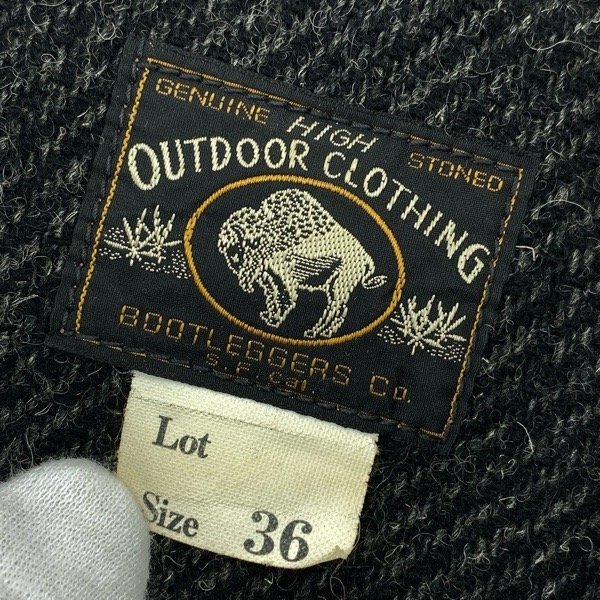 GENUINE HIGH STONED
OUTDOOR CLOTHING
BOOTLEGGERS Co.
S.F. Cal
Lot
Size 36